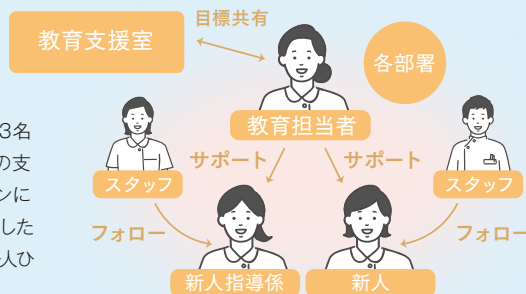 目標共有
教育支援室
各部署
教育担当者
3名
の支
ンに
した
人ひ
サポート
サポート
スタッフ
スタッフ
フォロー
フォロー
新人指導係
新人